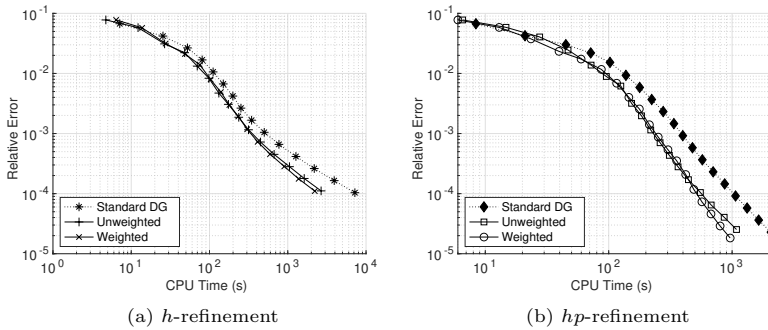 Relative Error
10^-1
10^-2
10^-3
10^-4
10^-5
Standard DG
Unweighted
Weighted
10^0 10^1 10^2 10^3 10^4
CPU Time (s)
(a) h-refinement
Relative Error
10^-1
10^-2
10^-3
10^-4
10^-5
Standard DG
Unweighted
Weighted
10^1 10^2 10^3
CPU Time (s)
(b) hp-refinement